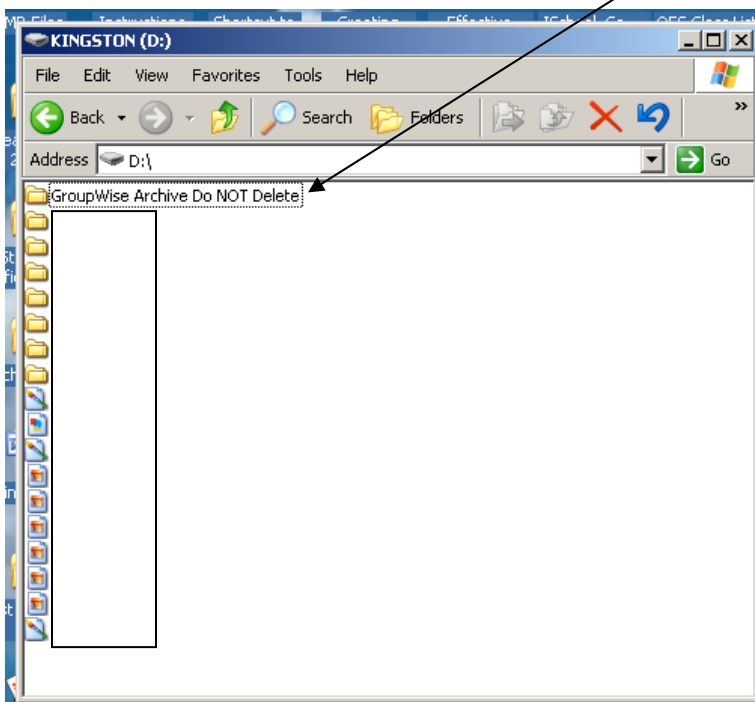 KINGSTON (D:)
File Edit View Favorites Tools Help
Back Search Folders »
Address D:\ Go
GroupWise Archive Do NOT Delete